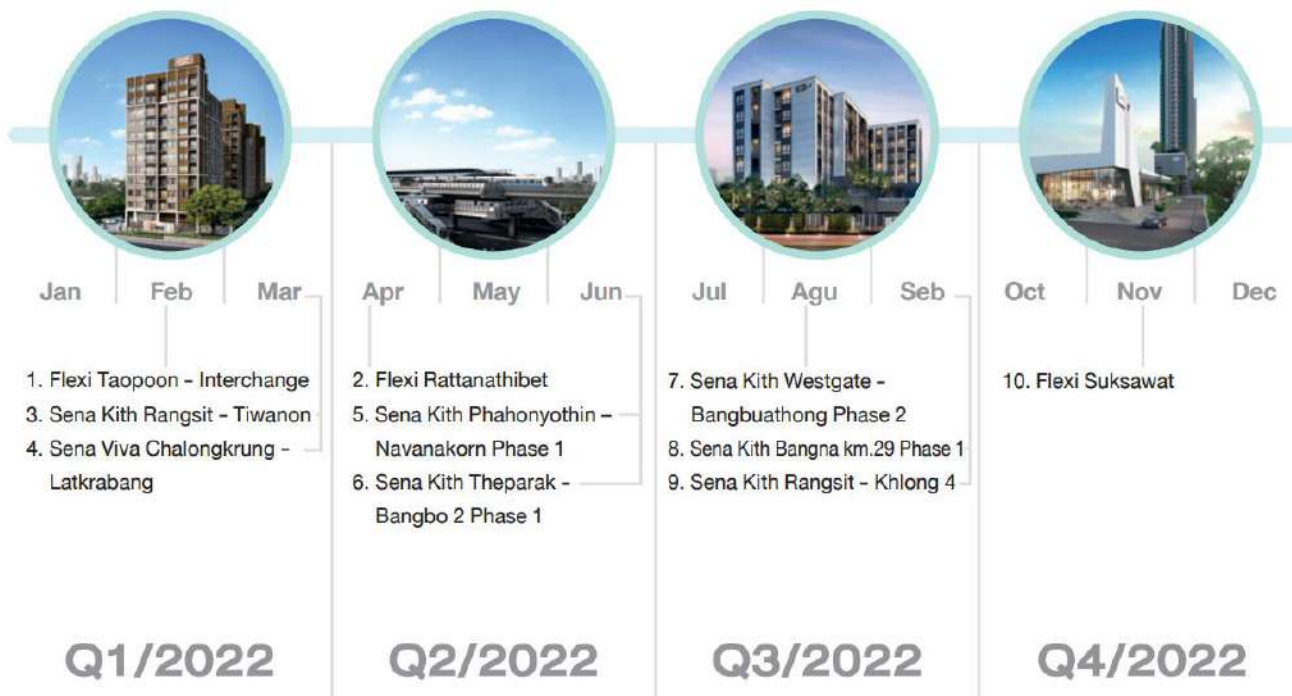 Jan Feb Mar Apr May Jun Jul Agu Seb Oct Nov Dec
1. Flexi Taopoon - Interchange
3. Sena Kith Rangsit - Tiwanon
4. Sena Viva Chalongkrung -
Latkrabang
2. Flexi Rattanathibet
5. Sena Kith Phahonyothin –
Navanakorn Phase 1
6. Sena Kith Theparak -
Bangbo 2 Phase 1
7. Sena Kith Westgate -
Bangbuathong Phase 2
8. Sena Kith Bangna km.29 Phase 1
9. Sena Kith Rangsit - Khlong 4
10. Flexi Suksawat
Q1/2022 Q2/2022 Q3/2022 Q4/2022